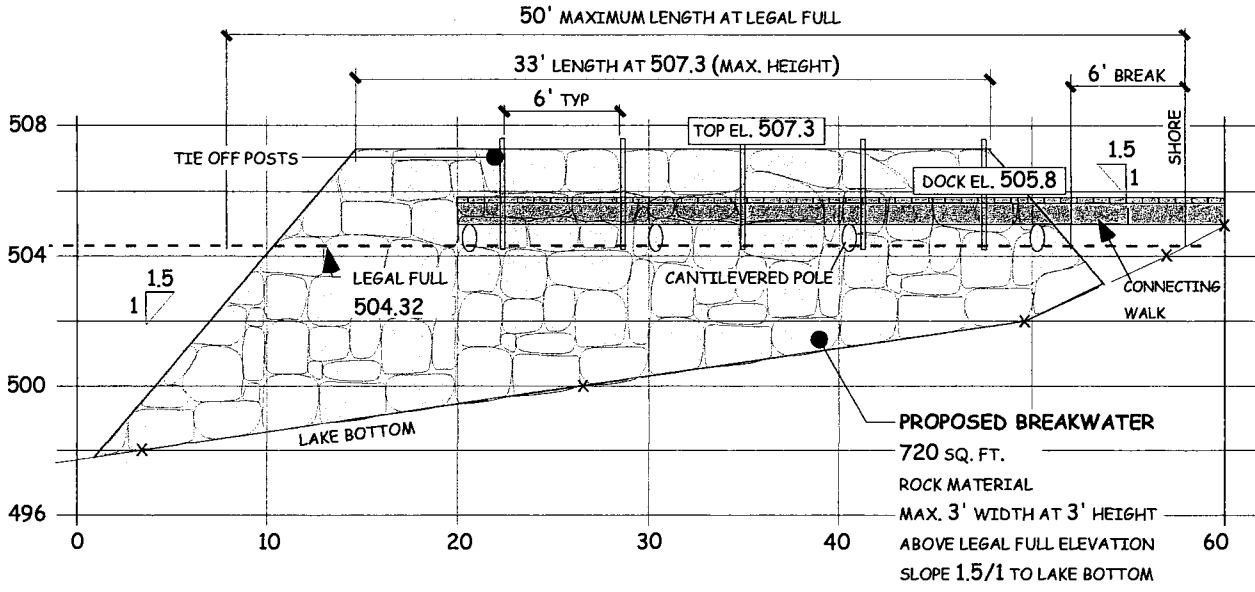 50' MAXIMUM LENGTH AT LEGAL FULL
33' LENGTH AT 507.3 (MAX. HEIGHT)
6' BREAK
6' TYP
SHORE
508
TOP EL. 507.3
TIE OFF POSTS
1.5
1
DOCK EL. 505.8
504
LEGAL FULL
504.32
CANTILEVERED POLE
CONNECTING
WALK
1.5
1
500
LAKE BOTTOM
PROPOSED BREAKWATER
720 SQ. FT.
ROCK MATERIAL
MAX. 3' WIDTH AT 3' HEIGHT
ABOVE LEGAL FULL ELEVATION
SLOPE 1.5/1 TO LAKE BOTTOM
496
0 10 20 30 40 60